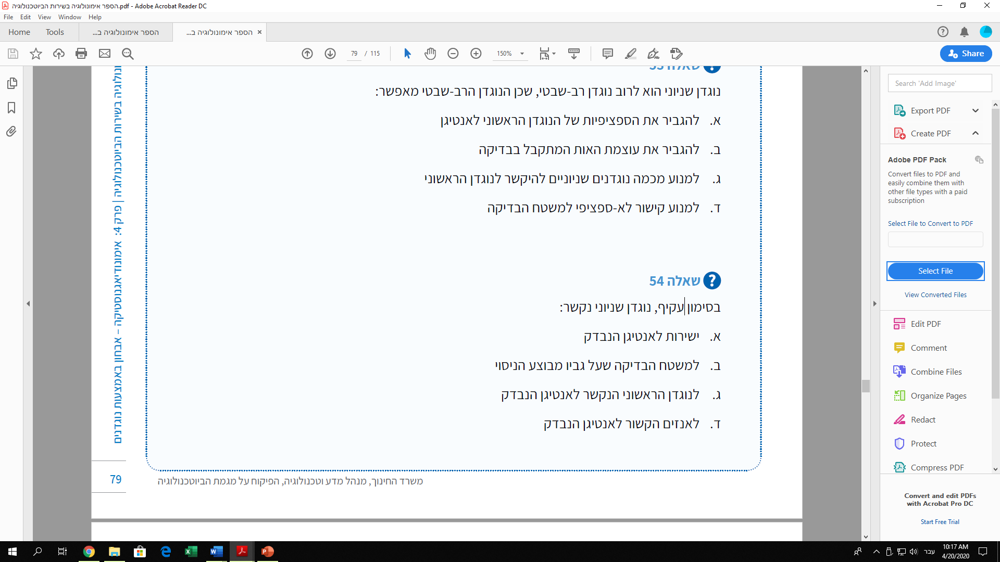 הספר אימונולוגיה בשירות הביוטכנולוגיה.pdf - Adobe Acrobat Reader DC
File Edit View Window Help
Home Tools
הספר אימונולוגיה ב...
הספר אימונולוגיה ב...
79 / 115
150%
Share
שאלה 53
נוגדן שניוני הוא לרוב נוגדן רב-שבטי, שכן הנוגדן הרב-שבטי מאפשר:
א. להגביר את הספציפיות של הנוגדן הראשוני לאנטיגן
ב. להגביר את עוצמת האות המתקבל בבדיקה
ג. למנוע מכמה נוגדנים שניוניים להיקשר לנוגדן הראשוני
ד. למנוע קישור לא-ספציפי למשטח הבדיקה
שאלה 54
בסימון עקיף, נוגדן שניוני נקשר:
א. ישירות לאנטיגן הנבדק
ב. למשטח הבדיקה שעל גביו מבוצע הניסוי
ג. לנוגדן הראשוני הנקשר לאנטיגן הנבדק
ד. לאנזים הקשור לאנטיגן הנבדק
בשירות הביוטכנולוגיה | פרק 4: אימונודיאגנוסטיקה – אבחון באמצעות נוגדנים
79
משרד החינוך, מנהל מדע וטכנולוגיה, הפיקוח על מגמת הביוטכנולוגיה
Search 'Add Image'
Export PDF
Create PDF
Adobe PDF Pack
Convert files to PDF and
easily combine them with
other file types with a paid
subscription
Select File to Convert to PDF
Select File
View Converted Files
Edit PDF
Comment
Combine Files
Organize Pages
Redact
Protect
Compress PDF
Convert and edit PDFs
with Acrobat Pro DC
Start Free Trial
עבר
10:17 AM
4/20/2020